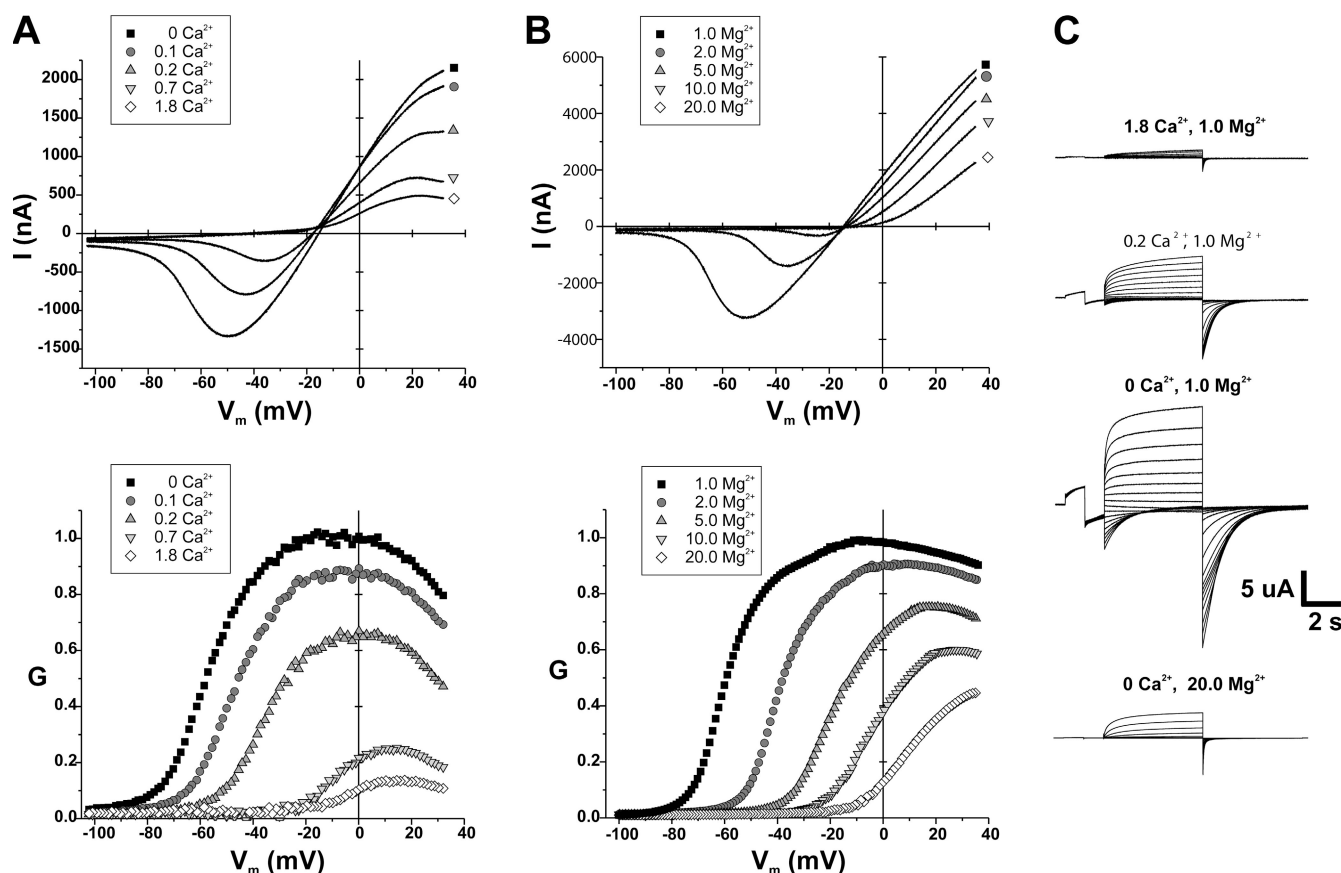 A
0 Ca²⁺
0.1 Ca²⁺
0.2 Ca²⁺
0.7 Ca²⁺
1.8 Ca²⁺
2000
1500
1000
500
0
-500
-1000
-1500
I (nA)
-100 -80 -60 -40 -20 0 20 40
Vm (mV)
B
1.0 Mg²⁺
2.0 Mg²⁺
5.0 Mg²⁺
10.0 Mg²⁺
20.0 Mg²⁺
6000
4000
2000
0
-2000
-4000
I (nA)
-100 -80 -60 -40 -20 0 20 40
Vm (mV)
C
1.8 Ca²⁺, 1.0 Mg²⁺
0.2 Ca²⁺, 1.0 Mg²⁺
0 Ca²⁺, 1.0 Mg²⁺
5 uA
2 s
0 Ca²⁺, 20.0 Mg²⁺
0 Ca²⁺
0.1 Ca²⁺
0.2 Ca²⁺
0.7 Ca²⁺
1.8 Ca²⁺
1.0
0.8
0.6
0.4
0.2
0.0
G
-100 -80 -60 -40 -20 0 20 40
Vm (mV)
1.0 Mg²⁺
2.0 Mg²⁺
5.0 Mg²⁺
10.0 Mg²⁺
20.0 Mg²⁺
1.0
0.8
0.6
0.4
0.2
0.0
G
-100 -80 -60 -40 -20 0 20 40
Vm (mV)